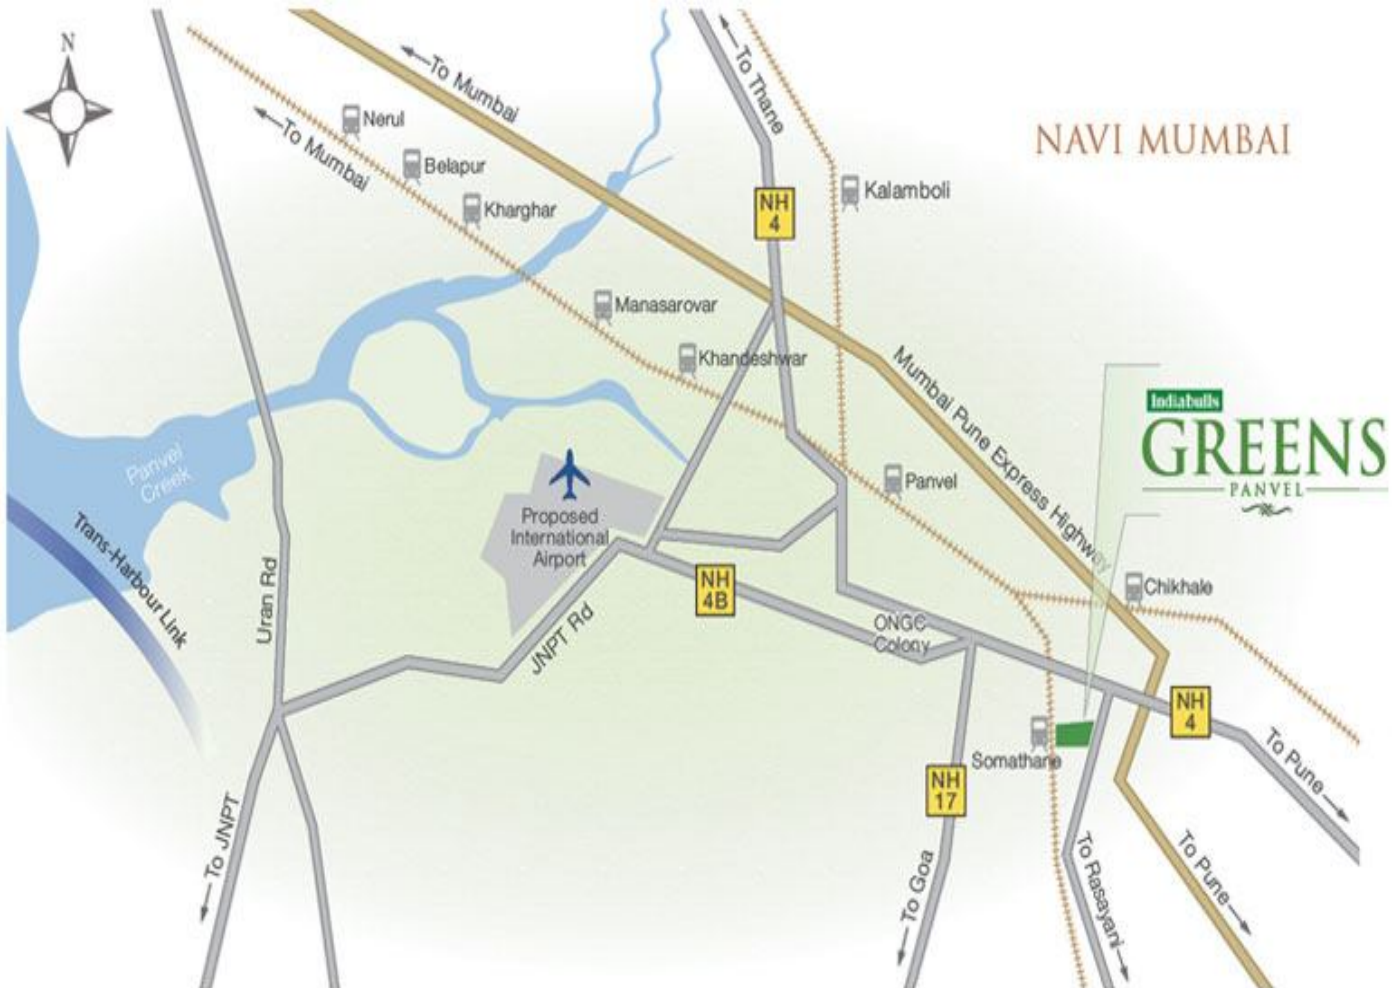 N
To Mumbai
To Thane
Nerul
To Mumbai
Belapur
Kharghar
NAVI MUMBAI
NH
4
Kalamboli
Manasarovar
Khandeshwar
Mumbai Pune Express Highway
Indiabulls
GREENS
PANVEL
Panvel
Creek
Panvel
Proposed
International
Airport
Trans-Harbour Link
Uran Rd
JNPT Rd
NH
4B
ONGC
Colony
Chikhale
NH
4
Somathane
To Pune
NH
17
To JNPT
To Goa
To Rasayani
To Pune